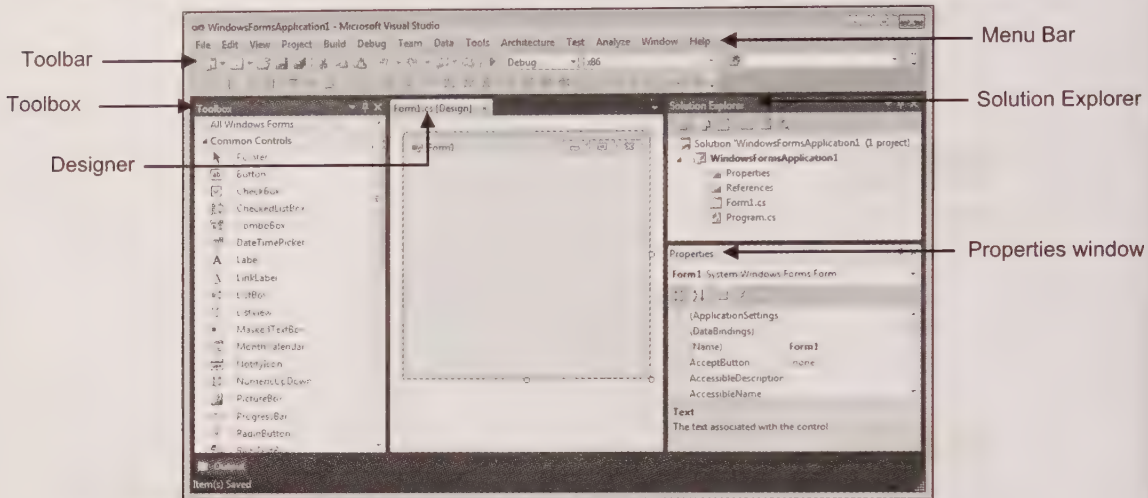 WindowsFormsApplication1 - Microsoft Visual Studio
File Edit View Project Build Debug Team Data Tools Architecture Test Analyze Window Help
Menu Bar
Toolbar
Debug x86
Toolbox
Toolbox
Form1.cs [Design]
Solution Explorer
Solution Explorer
All Windows Forms
Common Controls
Designer
Pointer
Button
CheckBox
CheckedListBox
ComboBox
DateTimePicker
Label
LinkLabel
ListBox
ListView
MaskedTextBox
MonthCalendar
NotifyIcon
NumericUpDown
PictureBox
ProgressBar
RadioButton
Form1
Solution 'WindowsFormsApplication1' (1 project)
WindowsFormsApplication1
Properties
References
Form1.cs
Program.cs
Properties
Properties window
Form1 System.Windows.Forms.Form
(ApplicationSettings
(DataBindings)
(Name) Form1
AcceptButton none
AccessibleDescription
AccessibleName
Text
The text associated with the control
Output
Item(s) Saved